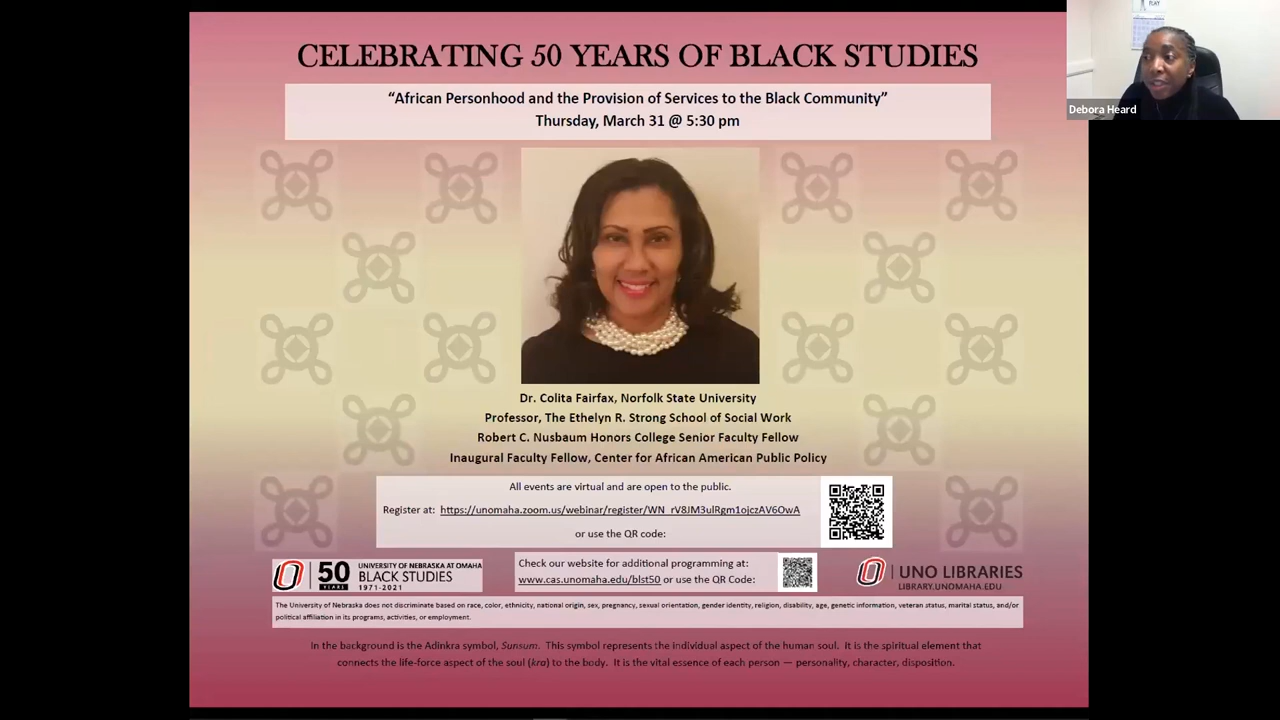 CELEBRATING 50 YEARS OF BLACK STUDIES
“African Personhood and the Provision of Services to the Black Community”
Thursday, March 31 @ 5:30 pm
Debora Heard
Dr. Colita Fairfax, Norfolk State University
Professor, The Ethelyn R. Strong School of Social Work
Robert C. Nusbaum Honors College Senior Faculty Fellow
Inaugural Faculty Fellow, Center for African American Public Policy
All events are virtual and are open to the public.
Register at: https://unomaha.zoom.us/webinar/register/WN_rV8JM3ulRgm1ojczAV6OwA
or use the QR code:
50 YEARS
UNIVERSITY OF NEBRASKA AT OMAHA
BLACK STUDIES
1971-2021
Check our website for additional programming at:
www.cas.unomaha.edu/blst50 or use the QR Code:
UNO LIBRARIES
LIBRARY.UNOMAHA.EDU
The University of Nebraska does not discriminate based on race, color, ethnicity, national origin, sex, pregnancy, sexual orientation, gender identity, religion, disability, age, genetic information, veteran status, marital status, and/or
political affiliation in its programs, activities, or employment.
In the background is the Adinkra symbol, Sunsum. This symbol represents the individual aspect of the human soul. It is the spiritual element that
connects the life-force aspect of the soul (kra) to the body. It is the vital essence of each person — personality, character, disposition.